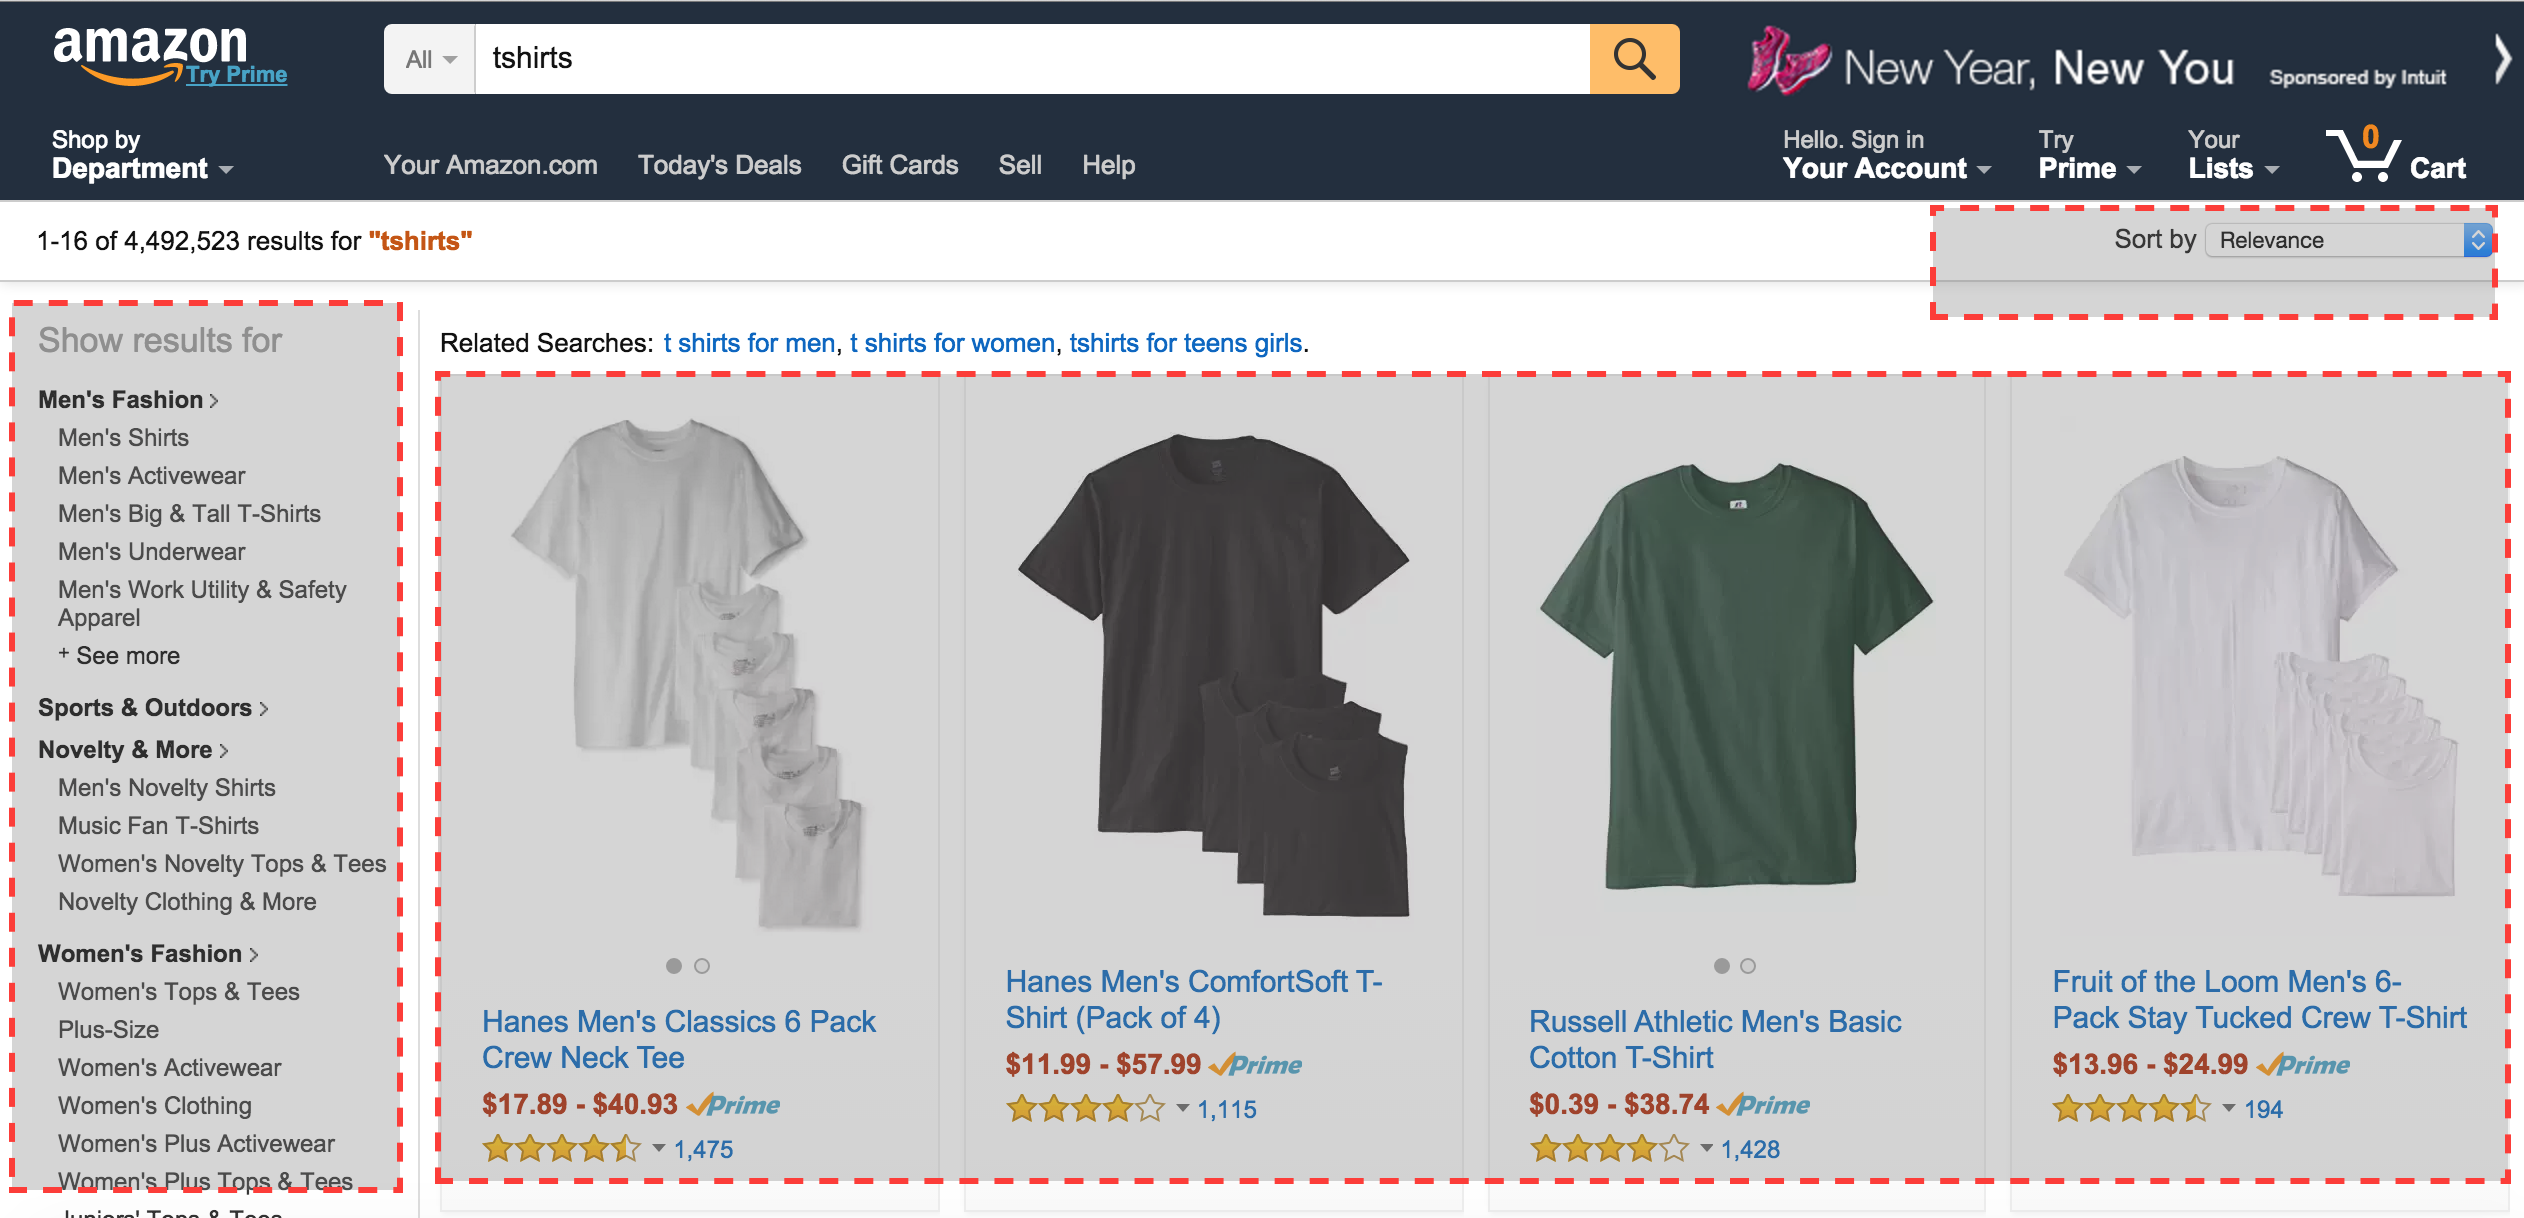 amazon
Try Prime
All
tshirts
New Year, New You
Sponsored by Intuit
Shop by
Department
Your Amazon.com
Today's Deals
Gift Cards
Sell
Help
Hello. Sign in
Your Account
Try
Prime
Your
Lists
0
Cart
1-16 of 4,492,523 results for "tshirts"
Sort by
Relevance
Show results for
Men's Fashion
Men's Shirts
Men's Activewear
Men's Big & Tall T-Shirts
Men's Underwear
Men's Work Utility & Safety
Apparel
+ See more
Sports & Outdoors
Novelty & More
Men's Novelty Shirts
Music Fan T-Shirts
Women's Novelty Tops & Tees
Novelty Clothing & More
Women's Fashion
Women's Tops & Tees
Plus-Size
Women's Activewear
Women's Clothing
Women's Plus Activewear
Women's Plus Tops & Tees
Juniors' Tops & Tees
Related Searches: t shirts for men, t shirts for women, tshirts for teens girls.
Hanes Men's Classics 6 Pack
Crew Neck Tee
$17.89 - $40.93 Prime
1,475
Hanes Men's ComfortSoft T-
Shirt (Pack of 4)
$11.99 - $57.99 Prime
1,115
Russell Athletic Men's Basic
Cotton T-Shirt
$0.39 - $38.74 Prime
1,428
Fruit of the Loom Men's 6-
Pack Stay Tucked Crew T-Shirt
$13.96 - $24.99 Prime
194